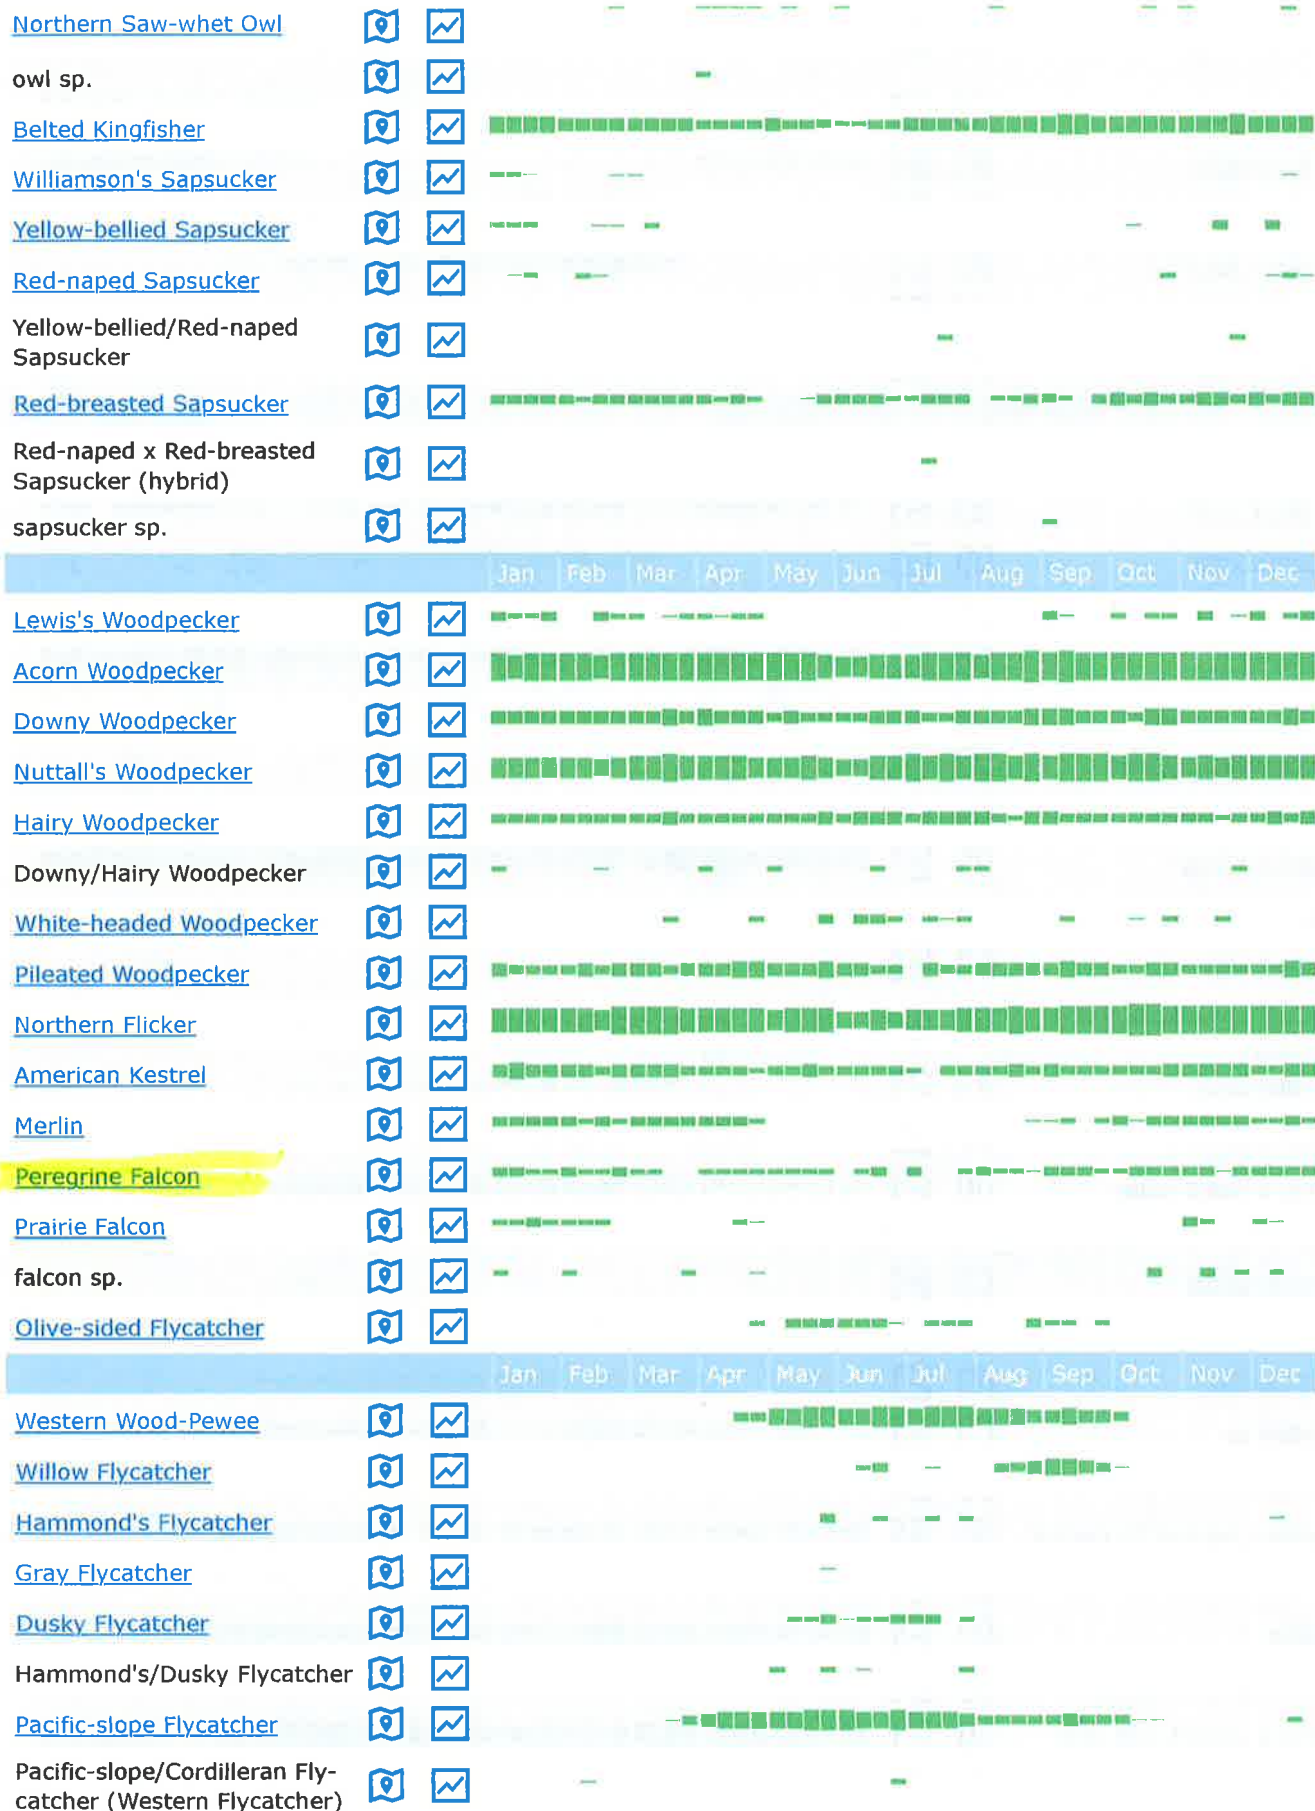 Northern Saw-whet Owl
owl sp.
Belted Kingfisher
Williamson's Sapsucker
Yellow-bellied Sapsucker
Red-naped Sapsucker
Yellow-bellied/Red-naped
Sapsucker
Red-breasted Sapsucker
Red-naped x Red-breasted
Sapsucker (hybrid)
sapsucker sp.
Jan Feb Mar Apr May Jun Jul Aug Sep Oct Nov Dec
Lewis's Woodpecker
Acorn Woodpecker
Downy Woodpecker
Nuttall's Woodpecker
Hairy Woodpecker
Downy/Hairy Woodpecker
White-headed Woodpecker
Pileated Woodpecker
Northern Flicker
American Kestrel
Merlin
Peregrine Falcon
Prairie Falcon
falcon sp.
Olive-sided Flycatcher
Jan Feb Mar Apr May Jun Jul Aug Sep Oct Nov Dec
Western Wood-Pewee
Willow Flycatcher
Hammond's Flycatcher
Gray Flycatcher
Dusky Flycatcher
Hammond's/Dusky Flycatcher
Pacific-slope Flycatcher
Pacific-slope/Cordilleran Fly-
catcher (Western Flycatcher)